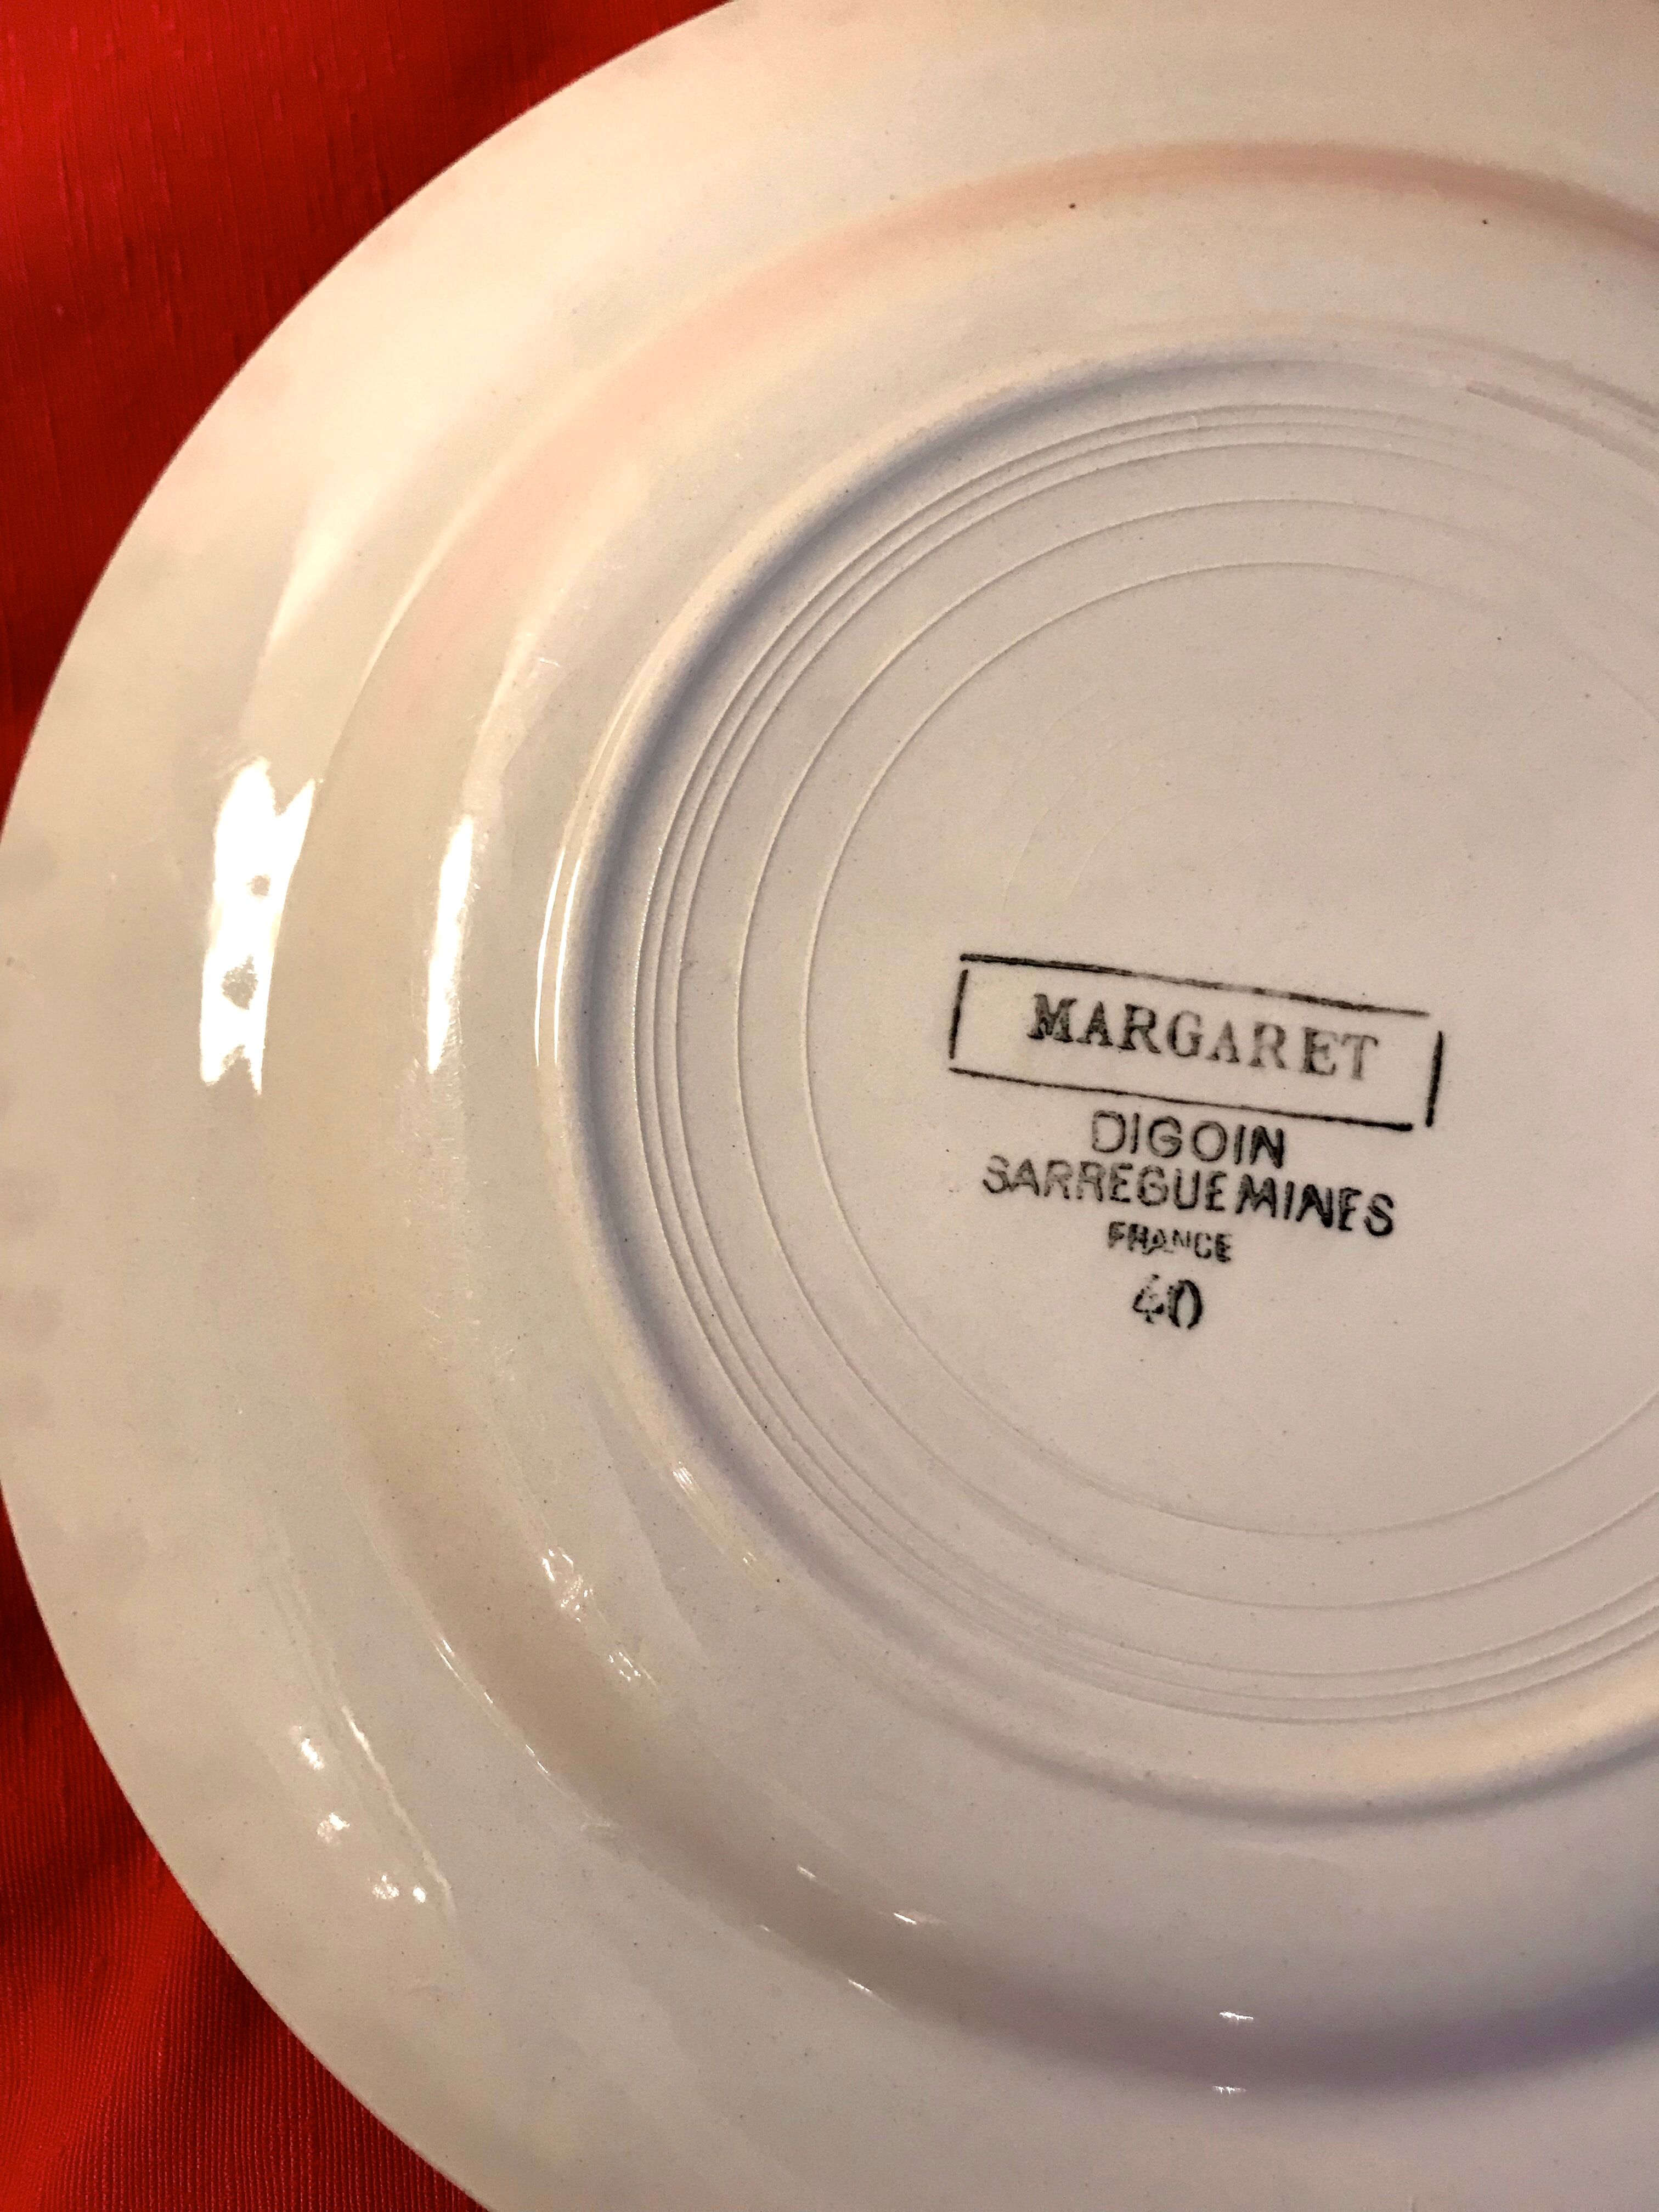 MARGARET
DIGOIN
SARREGUEMINES
FRANCE
40